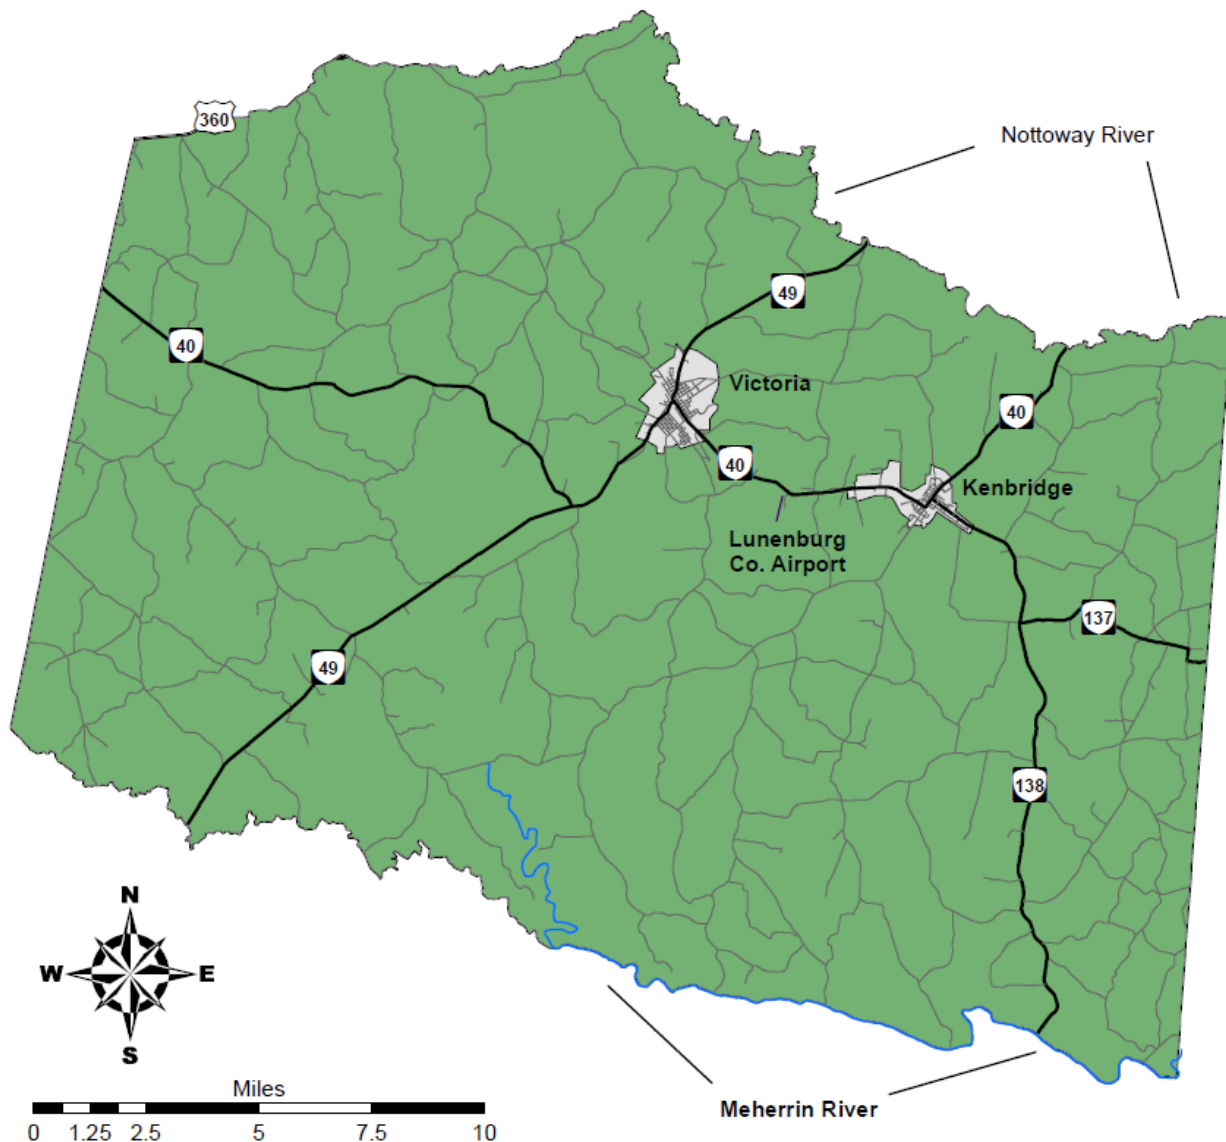 360
Nottoway River
49
40
Victoria
40
40
Kenbridge
Lunenburg
Co. Airport
137
49
138
N
W
E
S
Miles
0 1.25 2.5 5 7.5 10
Meherrin River